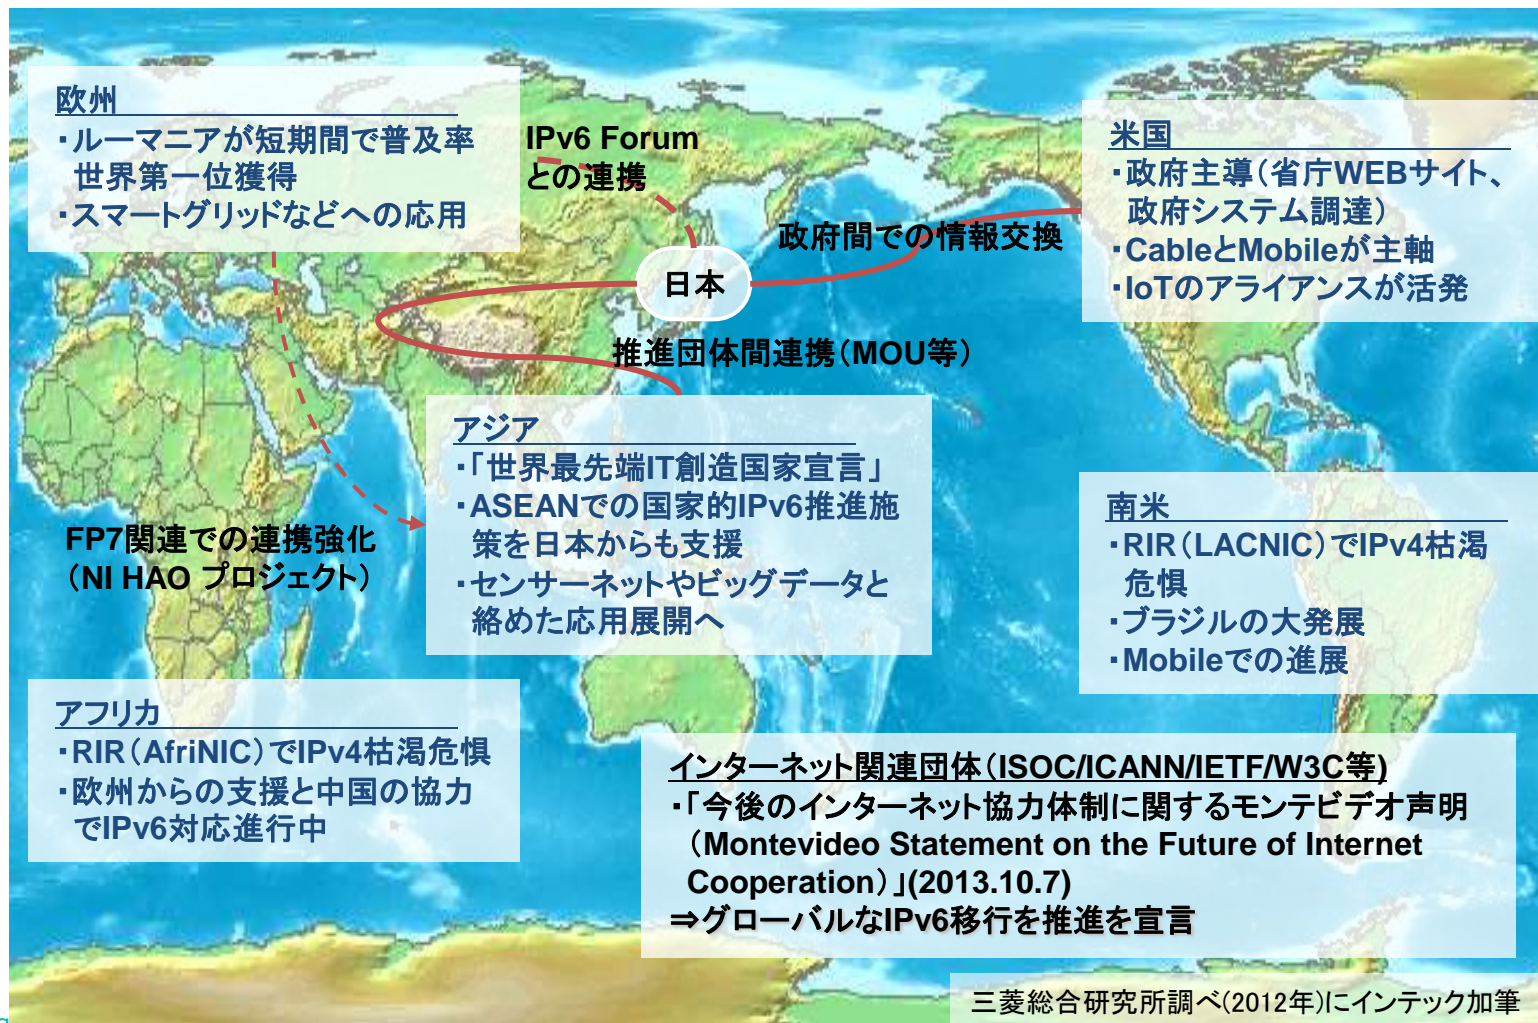 欧州
・ルーマニアが短期間で普及率
世界第一位獲得
・スマートグリッドなどへの応用
IPv6 Forum
との連携
米国
・政府主導（省庁WEBサイト、
政府システム調達）
・CableとMobileが主軸
・IoTのアライアンスが活発
政府間での情報交換
日本
推進団体間連携（MOU等）
アジア
・「世界最先端IT創造国家宣言」
・ASEANでの国家的IPv6推進施
策を日本からも支援
・センサーネットやビッグデータと
絡めた応用展開へ
FP7関連での連携強化
（NI HAO プロジェクト）
南米
・RIR（LACNIC）でIPv4枯渇
危惧
・ブラジルの大発展
・Mobileでの進展
アフリカ
・RIR（AfriNIC）でIPv4枯渇危惧
・欧州からの支援と中国の協力
でIPv6対応進行中
インターネット関連団体（ISOC/ICANN/IETF/W3C等)
・「今後のインターネット協力体制に関するモンテビデオ声明
（Montevideo Statement on the Future of Internet
Cooperation）」(2013.10.7)
⇒グローバルなIPv6移行を推進を宣言
三菱総合研究所調べ(2012年)にインテック加筆